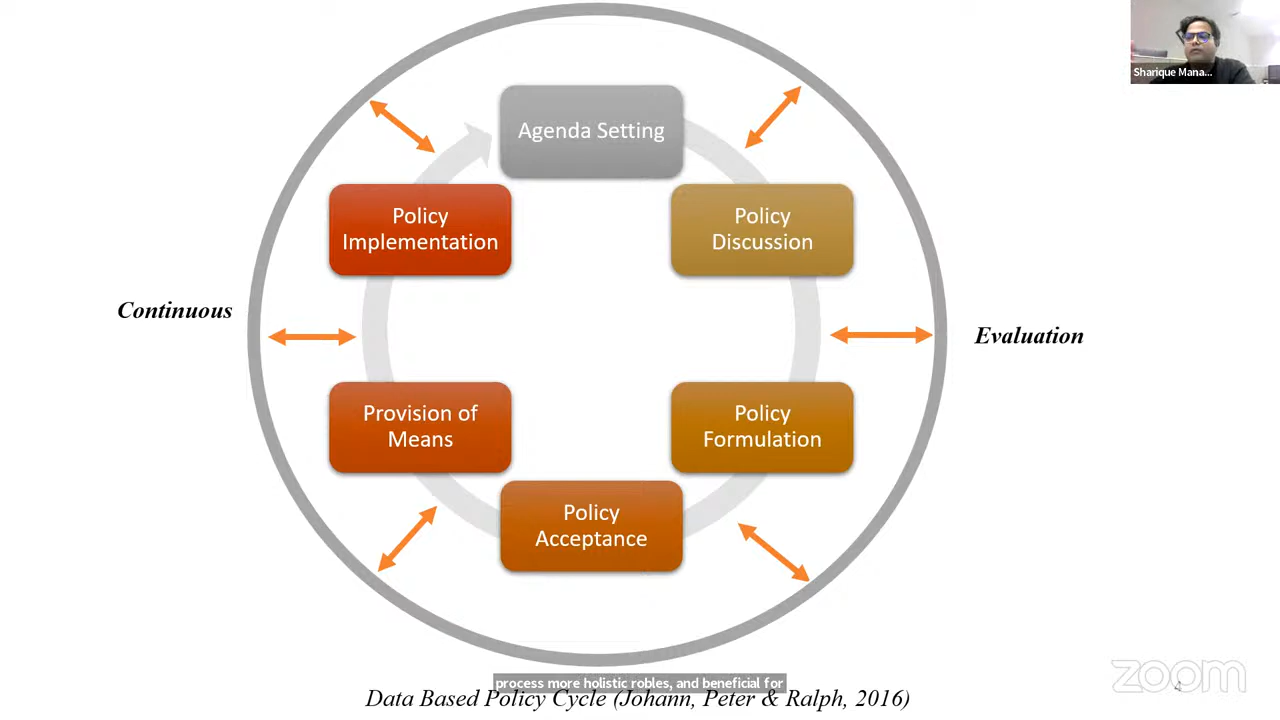 Sharique Mana...
Agenda Setting
Policy
Implementation
Policy
Discussion
Continuous
Evaluation
Provision of
Means
Policy
Formulation
Policy
Acceptance
process more holistic robles, and beneficial for
Data Based Policy Cycle (Johann, Peter & Ralph, 2016)
zoom
4